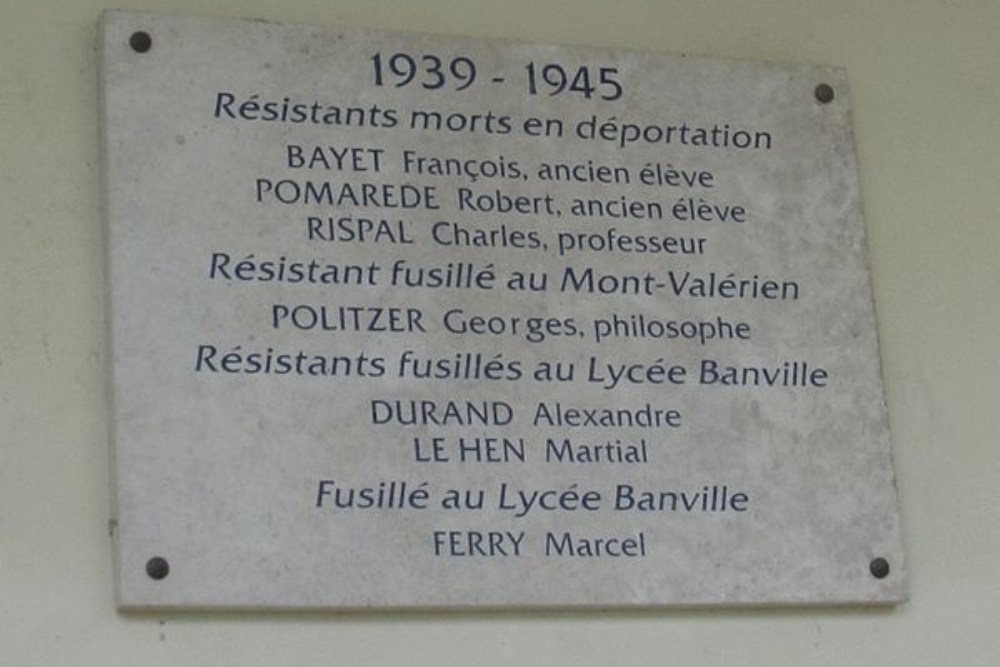 1939 - 1945
Résistants morts en déportation
BAYET François, ancien élève
POMAREDE Robert, ancien élève
RISPAL Charles, professeur
Résistant fusillé au Mont-Valérien
POLITZER Georges, philosophe
Résistants fusillés au Lycée Banville
DURAND Alexandre
LE HEN Martial
Fusillé au Lycée Banville
FERRY Marcel